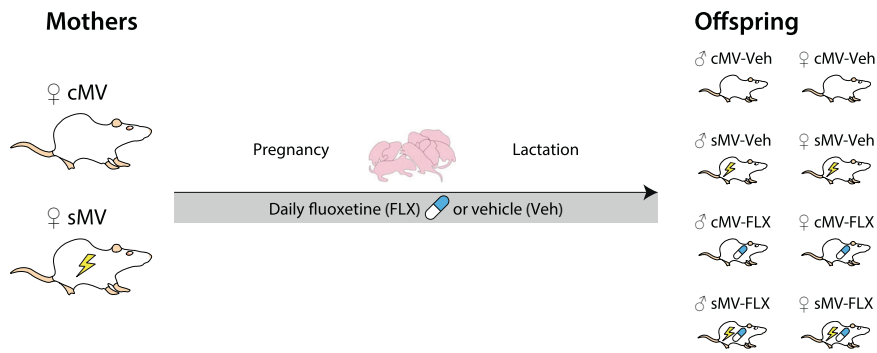 Mothers
Offspring
♀ cMV
♀ sMV
Pregnancy
Lactation
Daily fluoxetine (FLX) or vehicle (Veh)
♂ cMV-Veh ♀ cMV-Veh
♂ sMV-Veh ♀ sMV-Veh
♂ cMV-FLX ♀ cMV-FLX
♂ sMV-FLX ♀ sMV-FLX